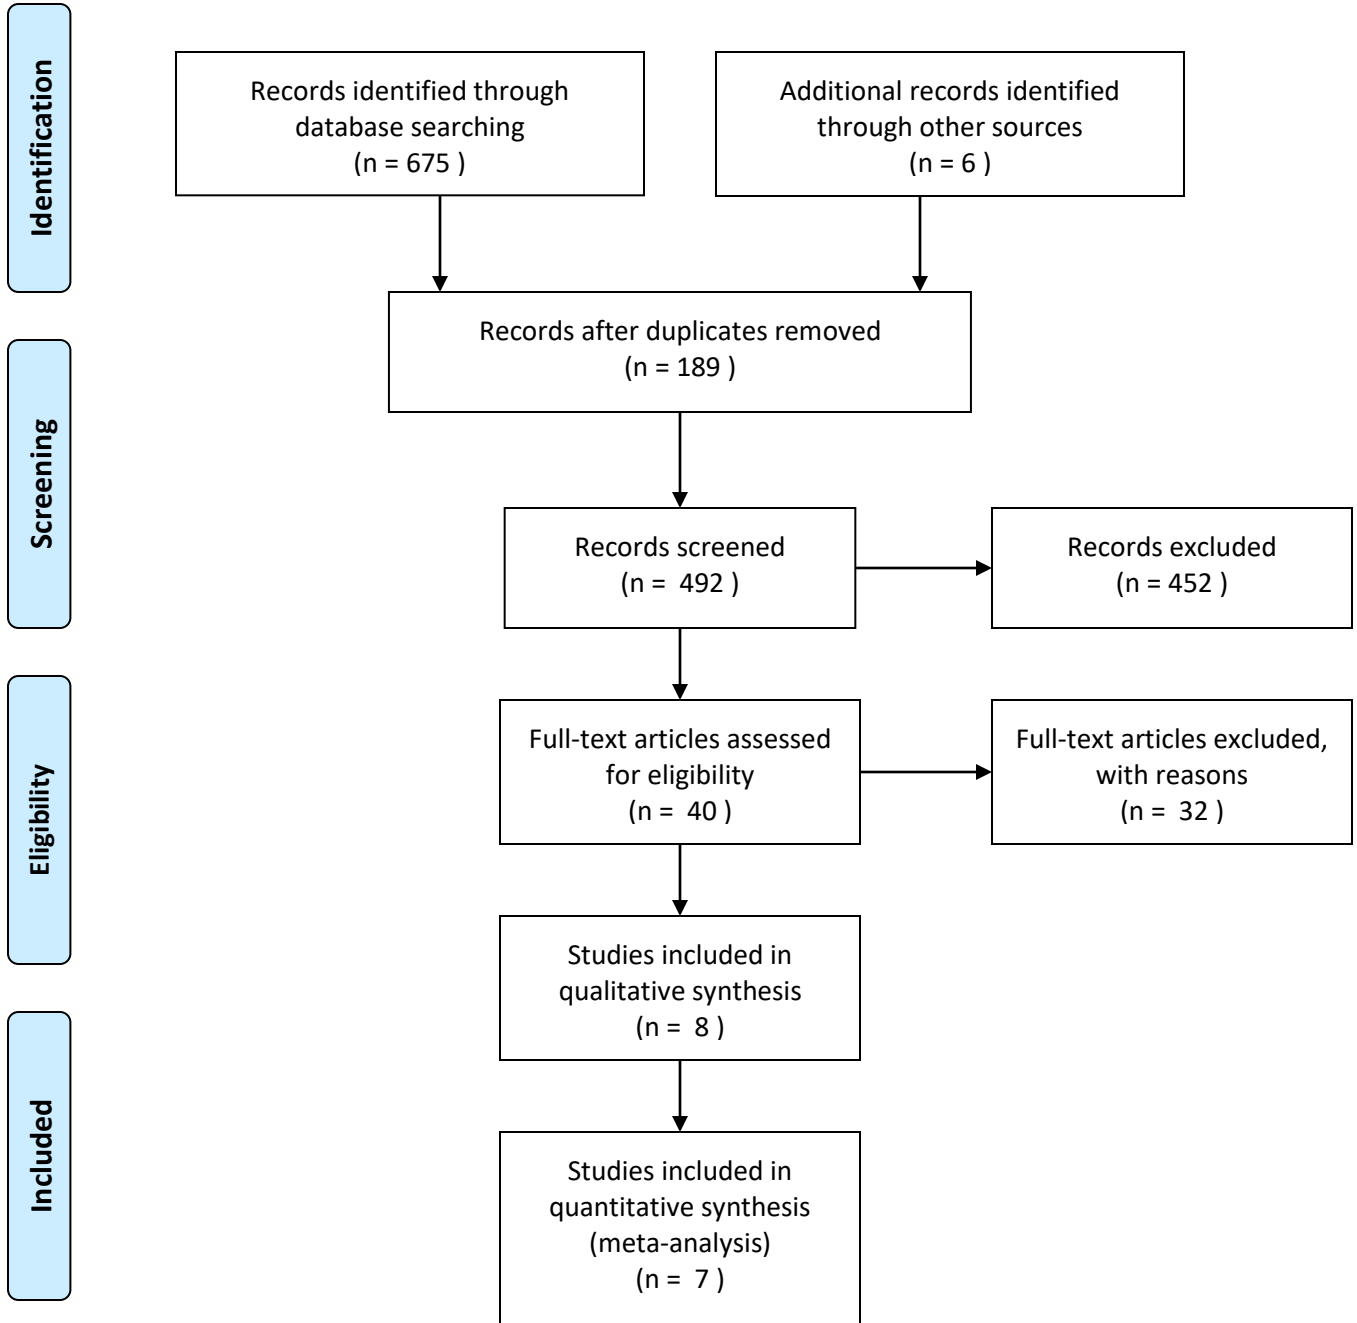 Identification
Records identified through
database searching
(n = 675 )
Additional records identified
through other sources
(n = 6 )
Records after duplicates removed
(n = 189 )
Screening
Records screened
(n =  492 )
Records excluded
(n = 452 )
Eligibility
Full-text articles assessed
for eligibility
(n =  40 )
Full-text articles excluded,
with reasons
(n =  32 )
Studies included in
qualitative synthesis
(n =  8 )
Included
Studies included in
quantitative synthesis
(meta-analysis)
(n =  7 )